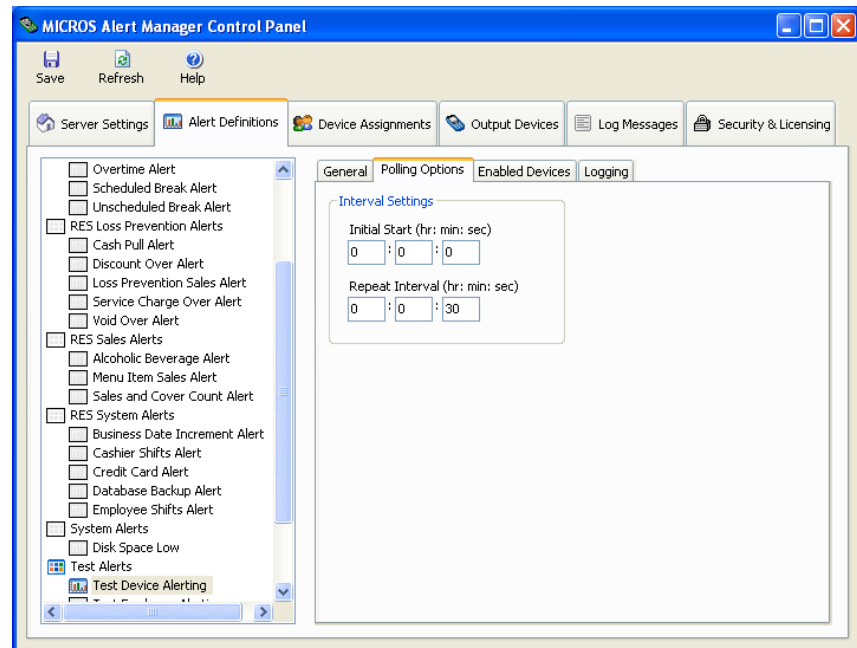 MICROS Alert Manager Control Panel
Save Refresh Help
Server Settings Alert Definitions Device Assignments Output Devices Log Messages Security & Licensing
Overtime Alert
Scheduled Break Alert
Unscheduled Break Alert
RES Loss Prevention Alerts
Cash Pull Alert
Discount Over Alert
Loss Prevention Sales Alert
Service Charge Over Alert
Void Over Alert
RES Sales Alerts
Alcoholic Beverage Alert
Menu Item Sales Alert
Sales and Cover Count Alert
RES System Alerts
Business Date Increment Alert
Cashier Shifts Alert
Credit Card Alert
Database Backup Alert
Employee Shifts Alert
System Alerts
Disk Space Low
Test Alerts
Test Device Alerting
General Polling Options Enabled Devices Logging
Interval Settings
Initial Start (hr: min: sec)
0 : 0 : 0
Repeat Interval (hr: min: sec)
0 : 0 : 30